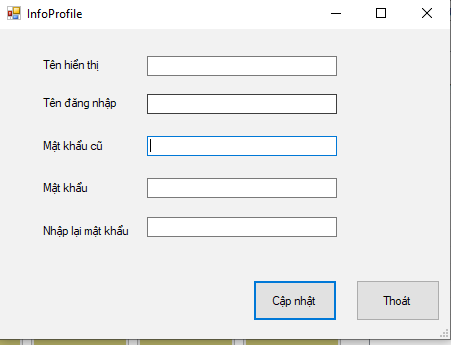 InfoProfile
Tên hiển thị
Tên đăng nhập
Mật khẩu cũ
Mật khẩu
Nhập lại mật khẩu
Cập nhật
Thoát